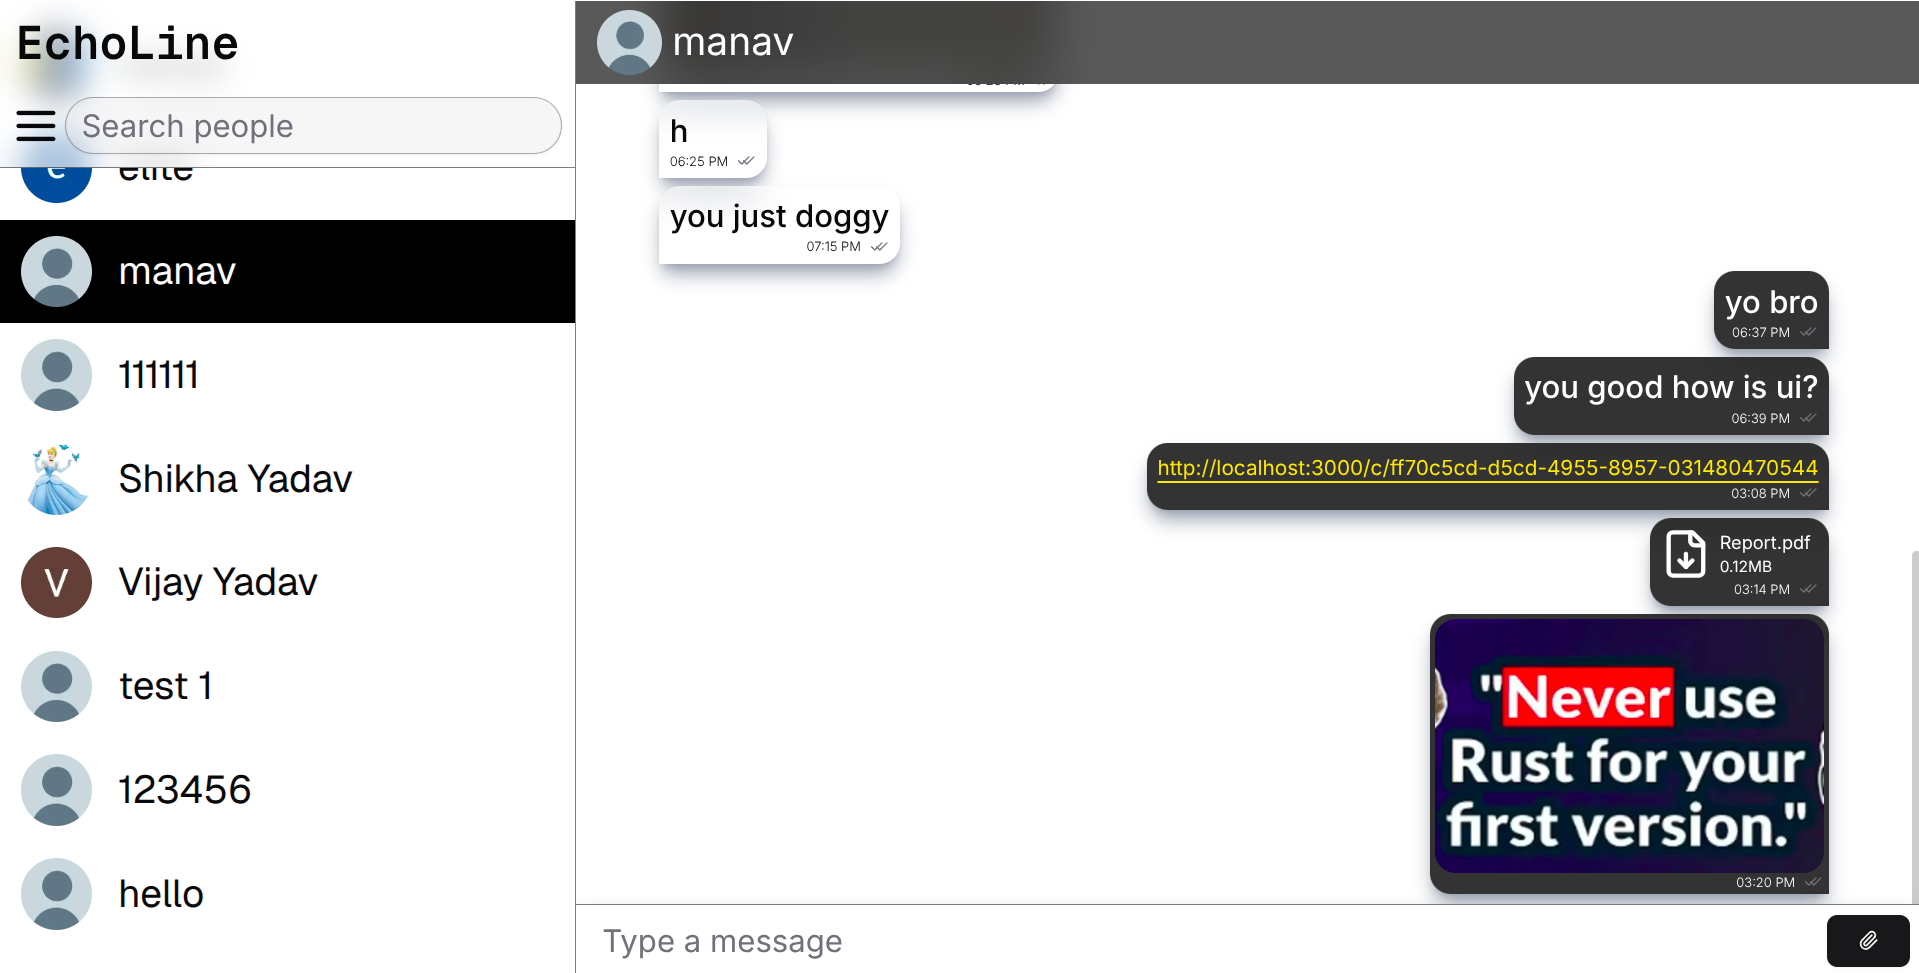 EchoLine
Search people
elite
manav
111111
Shikha Yadav
V
Vijay Yadav
test 1
123456
hello
manav
h
06:25 PM
you just doggy
07:15 PM
yo bro
06:37 PM
you good how is ui?
06:39 PM
http://localhost:3000/c/ff70c5cd-d5cd-4955-8957-031480470544
03:08 PM
Report.pdf
0.12MB
03:14 PM
"Never use
Rust for your
first version."
03:20 PM
Type a message